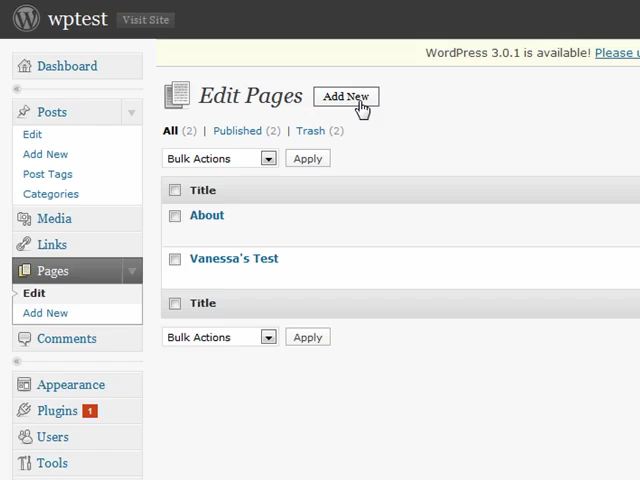 wptest Visit Site
WordPress 3.0.1 is available! Please
Dashboard
Edit Pages Add New
Posts
All (2) | Published (2) | Trash (2)
Edit
Add New
Bulk Actions Apply
Post Tags
Categories
Title
Media
About
Links
Pages
Vanessa's Test
Edit
Title
Add New
Comments
Bulk Actions Apply
Appearance
Plugins 1
Users
Tools